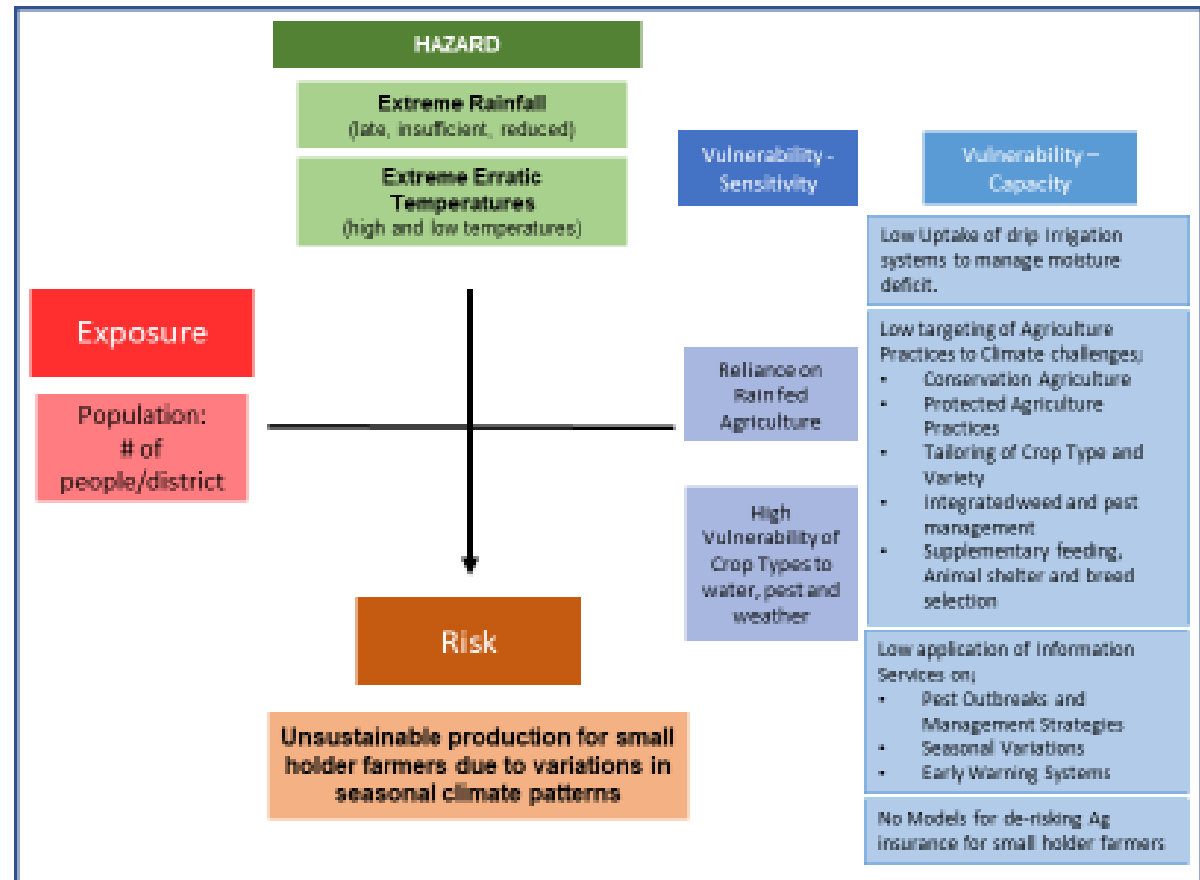 HAZARD
Extreme Rainfall
(late, insufficient, reduced)
Extreme Erratic
Temperatures
(high and low temperatures)
Vulnerability -
Sensitivity
Vulnerability –
Capacity
Exposure
Population:
# of
people/district
Reliance on
Rain fed
Agriculture
High
Vulnerability of
Crop Types to
water, pest and
weather
Low Uptake of drip Irrigation
systems to manage moisture
deficit.
Low targeting of Agriculture
Practices to Climate challenges;
• Conservation Agriculture
• Protected Agriculture
Practices
• Tailoring of Crop Type and
Variety
• Integrated weed and pest
management
• Supplementary feeding,
Animal shelter and breed
selection
Low application of Information
Services on;
• Pest Outbreaks and
Management Strategies
• Seasonal Variations
• Early Warning Systems
No Models for de-risking Ag
insurance for small holder farmers
Risk
Unsustainable production for small
holder farmers due to variations in
seasonal climate patterns